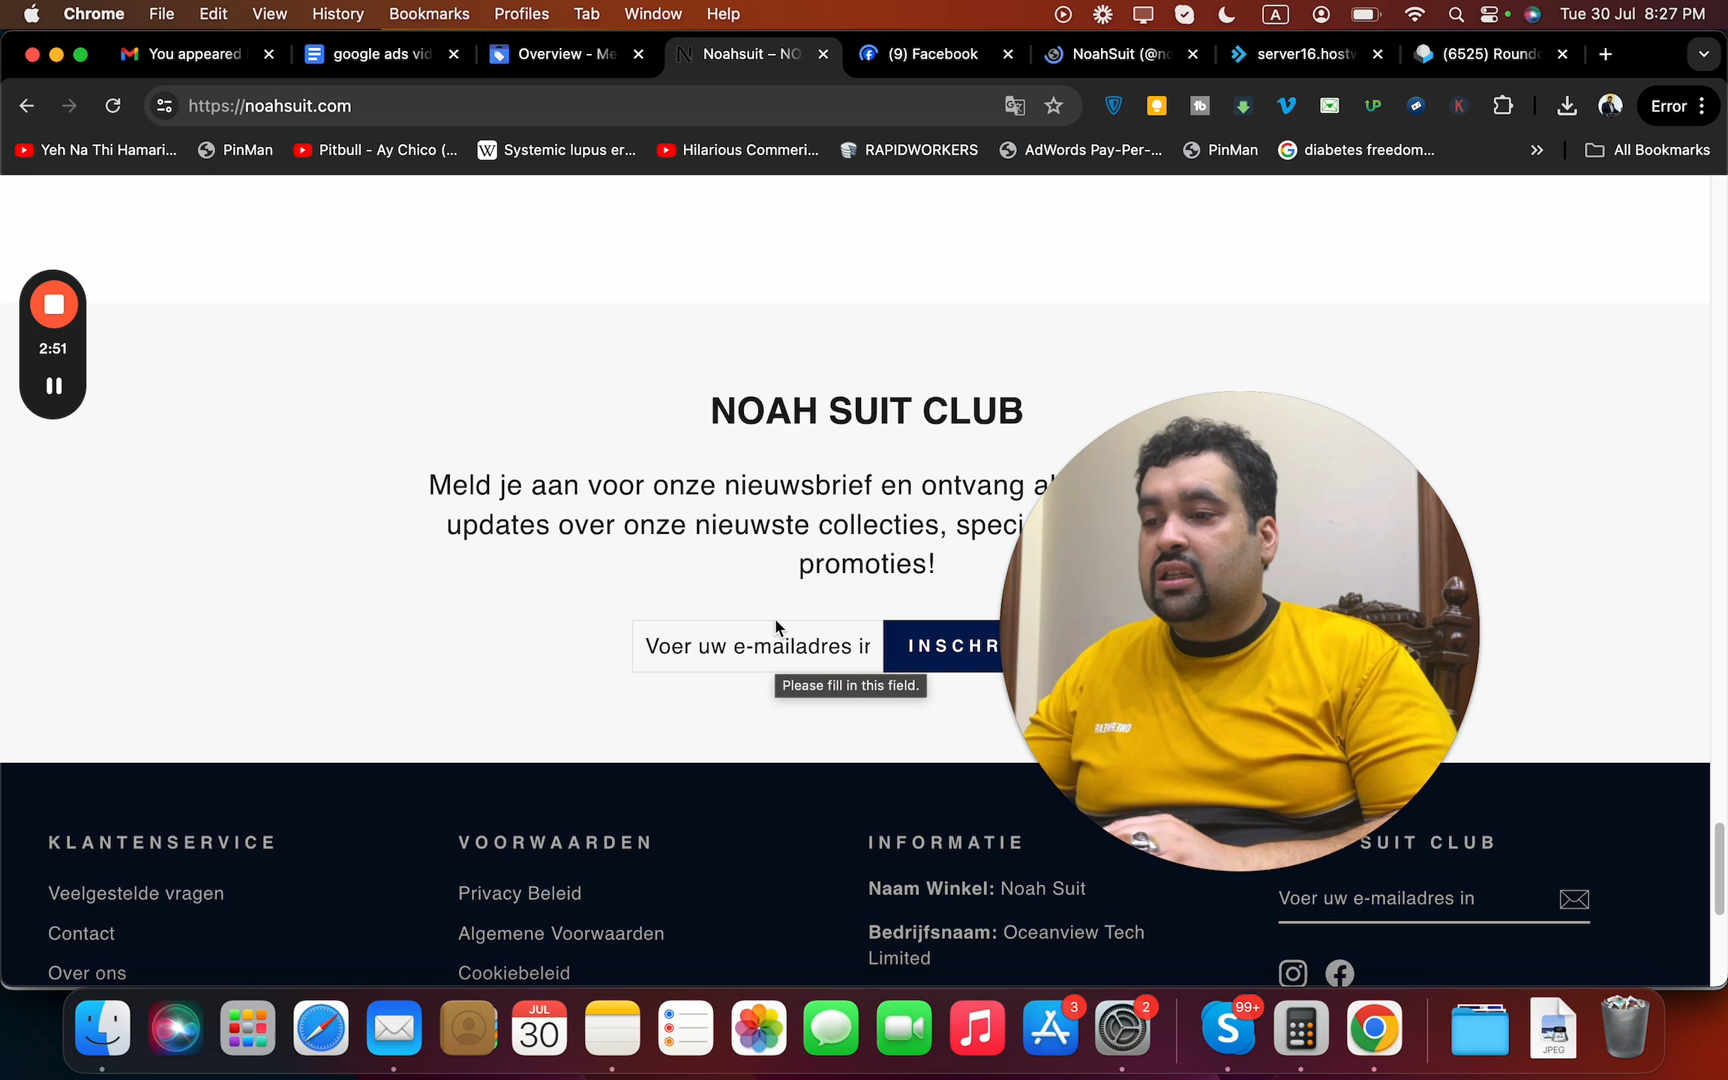 Chrome File Edit View History Bookmarks Profiles Tab Window Help A Tue 30 Jul 8:27 PM
You appeared google ads vid Overview - Me Noahsuit – NO (9) Facebook NoahSuit (@no server16.hostw (6525) Roundc
https://noahsuit.com Error
Yeh Na Thi Hamari... PinMan Pitbull - Ay Chico (... Systemic lupus er... Hilarious Commeri... RAPIDWORKERS AdWords Pay-Per-... PinMan diabetes freedom... All Bookmarks
2:51
NOAH SUIT CLUB
Meld je aan voor onze nieuwsbrief en ontvang
updates over onze nieuwste collecties, speci
promoties!
Voer uw e-mailadres in INSCHR
Please fill in this field.
KLANTENSERVICE VOORWAARDEN INFORMATIE SUIT CLUB
Veelgestelde vragen Privacy Beleid Naam Winkel: Noah Suit Voer uw e-mailadres in
Contact Algemene Voorwaarden Bedrijfsnaam: Oceanview Tech
Limited
Over ons Cookiebeleid
JUL
30
3 2 99+
JPEG